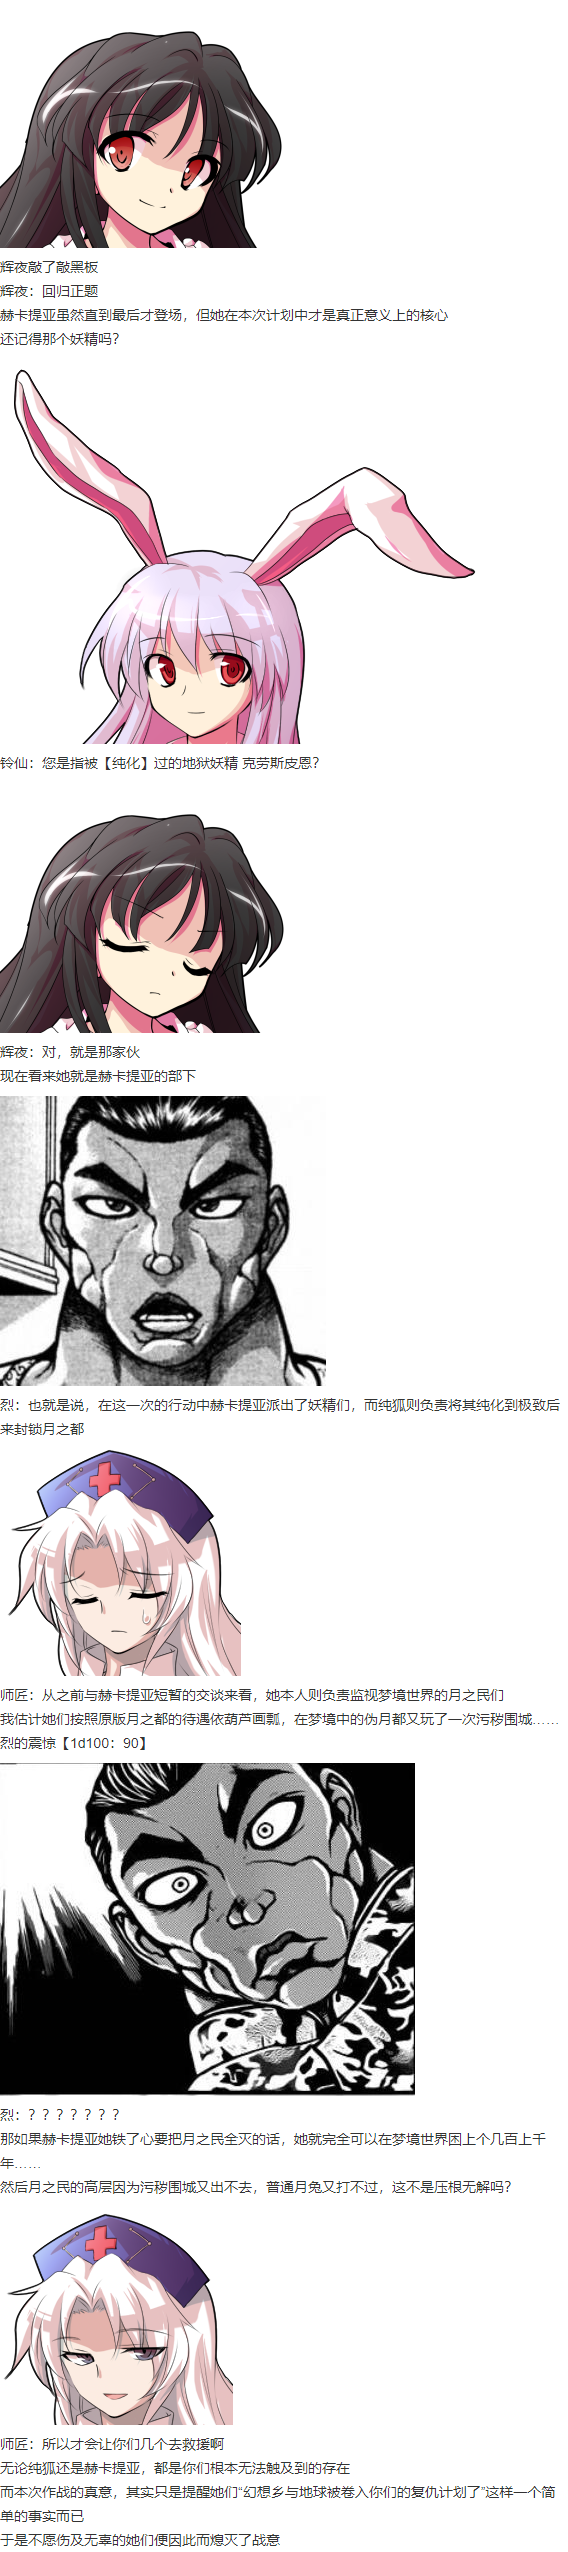 辉夜敲了敲黑板
辉夜：回归正题
赫卡提亚虽然直到最后才登场，但她在本次计划中才是真正意义上的核心
还记得那个妖精吗？
铃仙：您是指被【纯化】过的地狱妖精 克劳斯皮恩？
辉夜：对，就是那家伙
现在看来她就是赫卡提亚的部下
烈：也就是说，在这一次的行动中赫卡提亚派出了妖精们，而纯狐则负责将其纯化到极致后
来封锁月之都
师匠：从之前与赫卡提亚短暂的交谈来看，她本人则负责监视梦境世界的月之民们
我估计她们按照原版月之都的待遇依葫芦画瓢，在梦境中的伪月都又玩了一次污秽围城……
烈的震惊【1d100：90】
烈：？？？？？？？
那如果赫卡提亚她铁了心要把月之民全灭的话，她就完全可以在梦境世界困上个几百上千
年……
然后月之民的高层因为污秽围城又出不去，普通月兔又打不过，这不是压根无解吗？
师匠：所以才会让你们几个去救援啊
无论纯狐还是赫卡提亚，都是你们根本无法触及到的存在
而本次作战的真意，其实只是提醒她们“幻想乡与地球被卷入你们的复仇计划了”这样一个简
单的事实而已
于是不愿伤及无辜的她们便因此而熄灭了战意